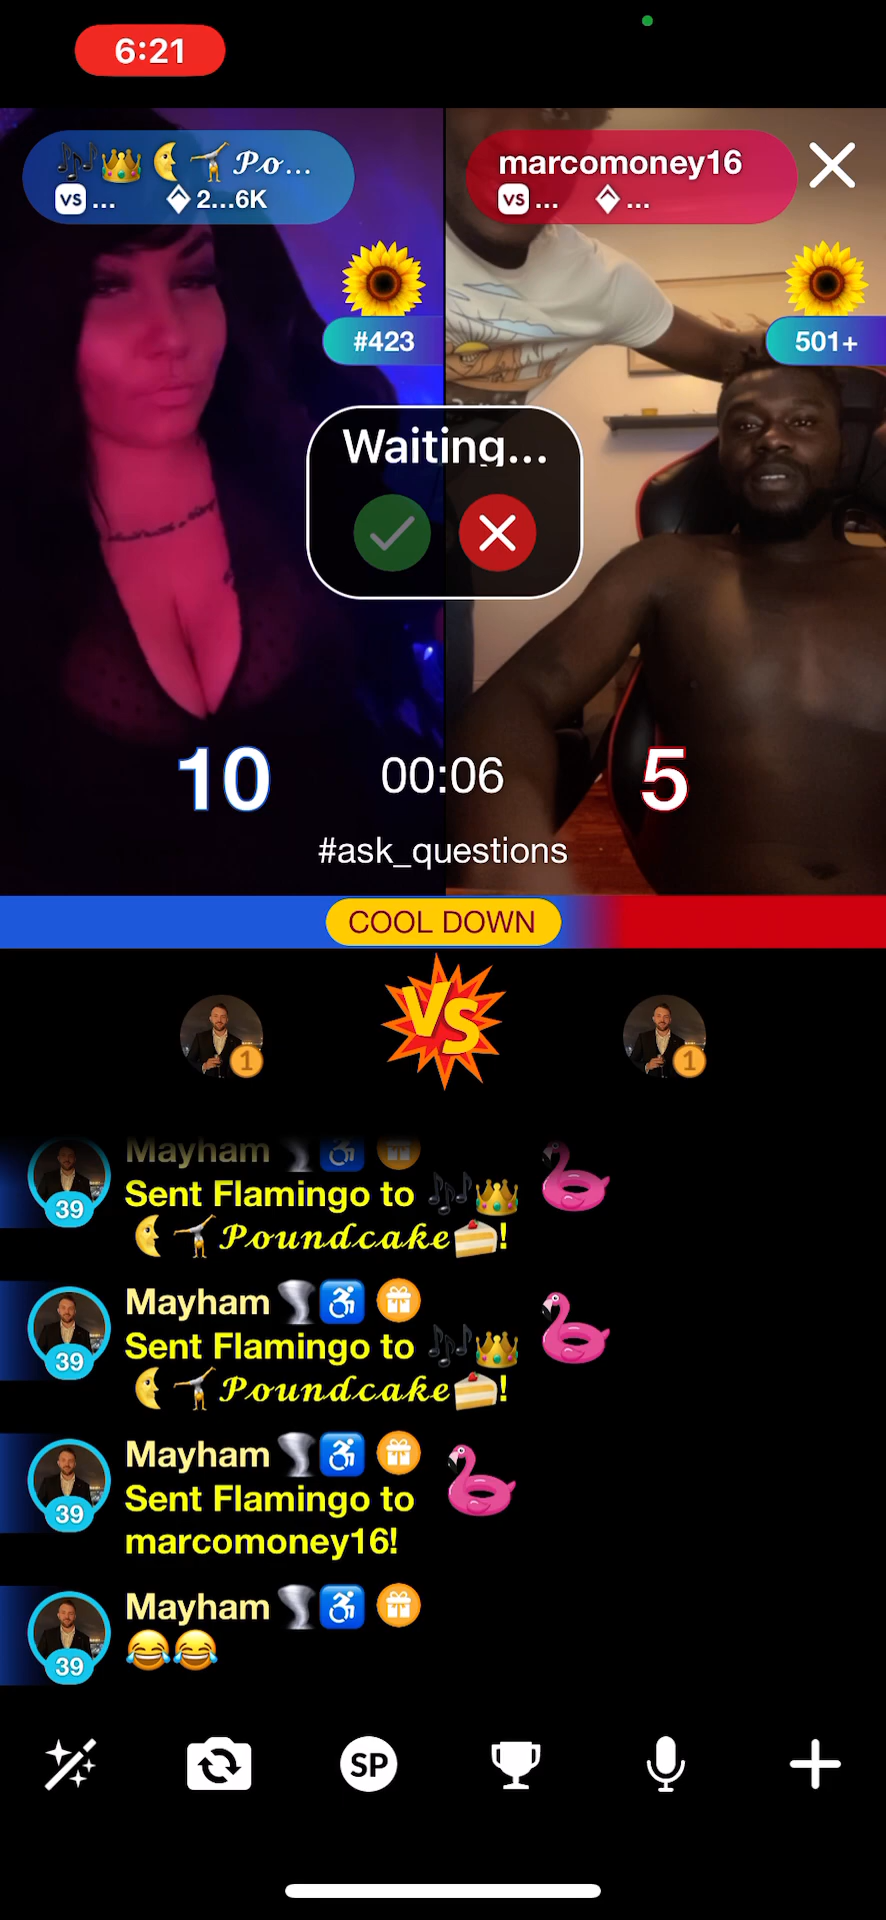 6:21
🎶👑🌛🤸𝓟𝓸... marcomoney16
VS ... 2...6K VS ... ...
#423 501+
Waiting...
10 00:06 5
#ask_questions
COOL DOWN
VS
1 1
Mayham🌪️♿
39 Sent Flamingo to 🎶👑
🌛🤸𝓟𝓸𝓾𝓷𝓭𝓬𝓪𝓴𝓮🍰!
Mayham🌪️♿
39 Sent Flamingo to 🎶👑
🌛🤸𝓟𝓸𝓾𝓷𝓭𝓬𝓪𝓴𝓮🍰!
Mayham🌪️♿
39 Sent Flamingo to
marcomoney16!
Mayham🌪️♿
39 😂😂
SP